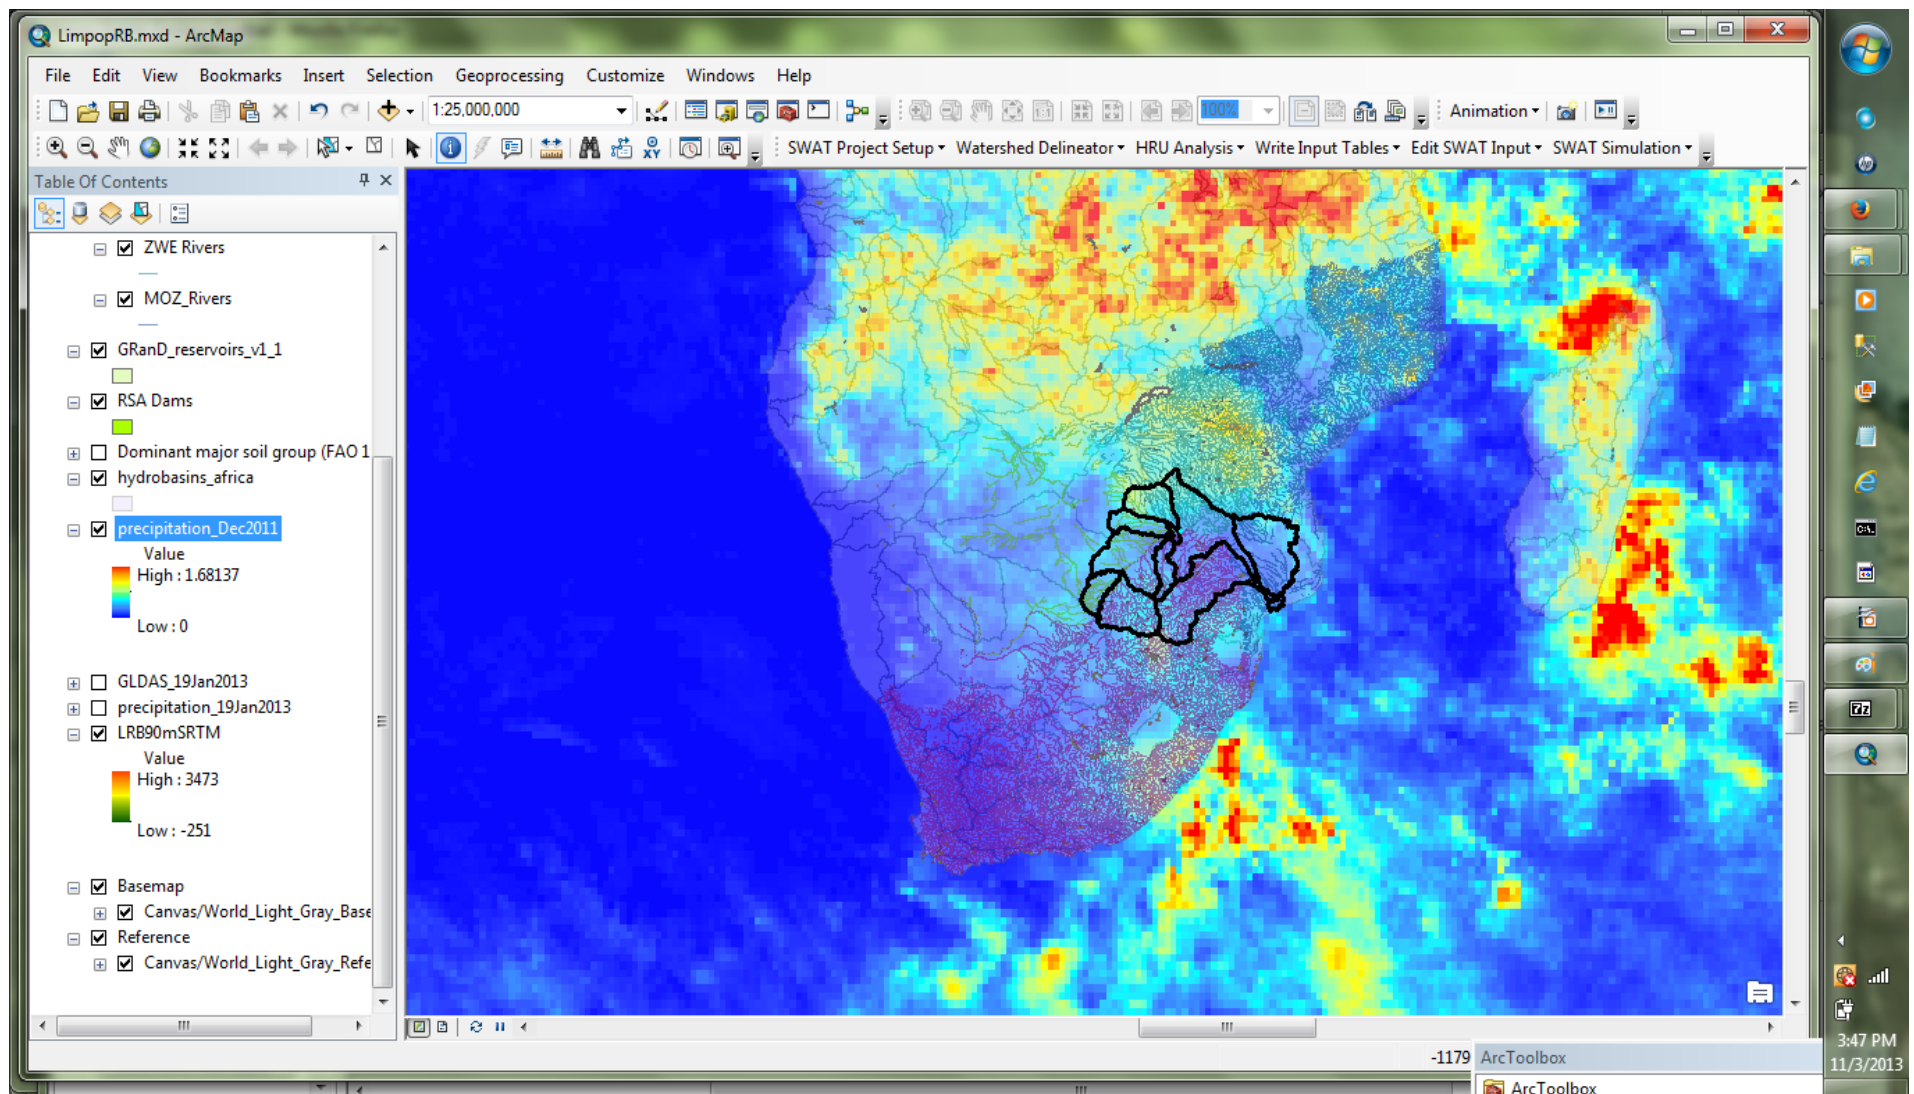 LimpopRB.mxd - ArcMap
File Edit View Bookmarks Insert Selection Geoprocessing Customize Windows Help
1:25,000,000
100%
Animation
SWAT Project Setup Watershed Delineator HRU Analysis Write Input Tables Edit SWAT Input SWAT Simulation
Table Of Contents
ZWE Rivers
MOZ_Rivers
GRanD_reservoirs_v1_1
RSA Dams
Dominant major soil group (FAO 1
hydrobasins_africa
precipitation_Dec2011
Value
High : 1.68137
Low : 0
GLDAS_19Jan2013
precipitation_19Jan2013
LRB90mSRTM
Value
High : 3473
Low : -251
Basemap
Canvas/World_Light_Gray_Base
Reference
Canvas/World_Light_Gray_Refe
-1179
ArcToolbox
ArcToolbox
3:47 PM
11/3/2013